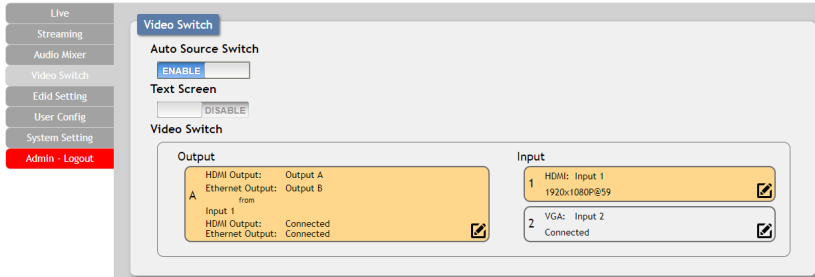 Live
Streaming
Audio Mixer
Video Switch
Edid Setting
User Config
System Setting
Admin - Logout
Video Switch
Auto Source Switch
ENABLE
Text Screen
DISABLE
Video Switch
Output
A
HDMI Output: Output A
Ethernet Output: Output B
from
Input 1
HDMI Output: Connected
Ethernet Output: Connected
Input
1
HDMI: Input 1
1920x1080P@59
2
VGA: Input 2
Connected